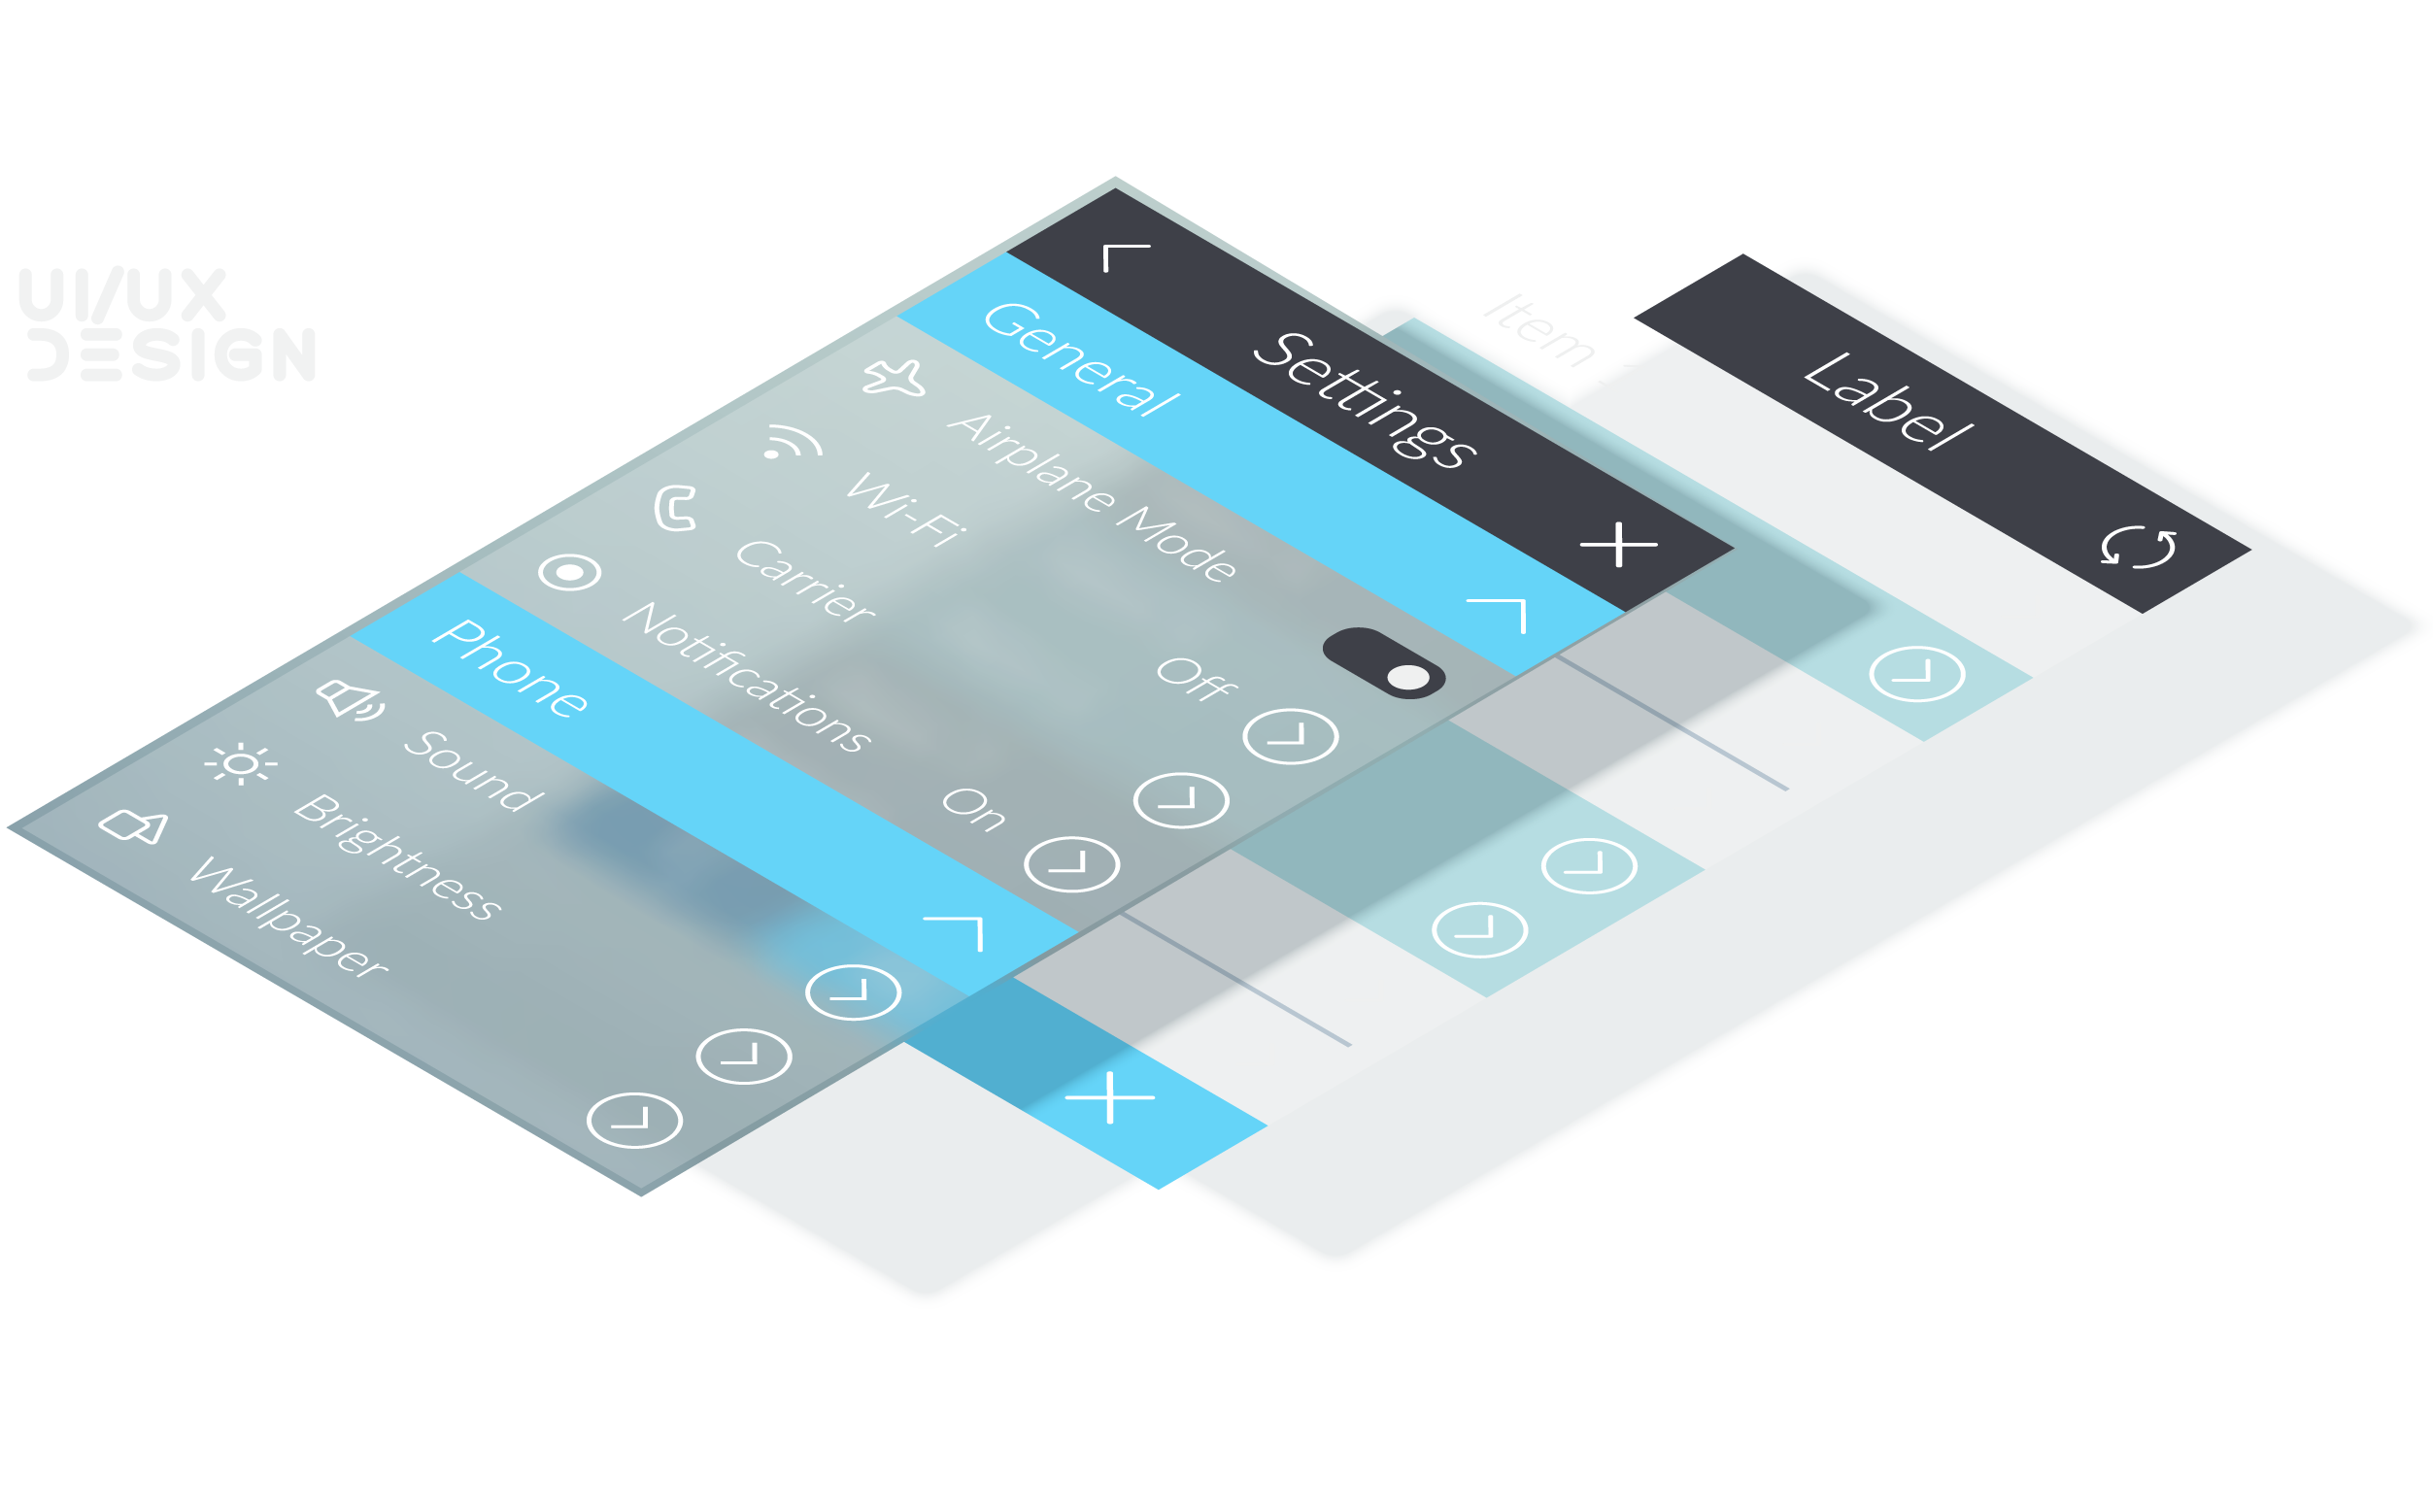 UI/UX
DESIGN
Settings
General
Airplane Mode
Wi-Fi Off
Carrier
Notifications On
Phone
Sound
Brightness
Wallpaper
Item
Label